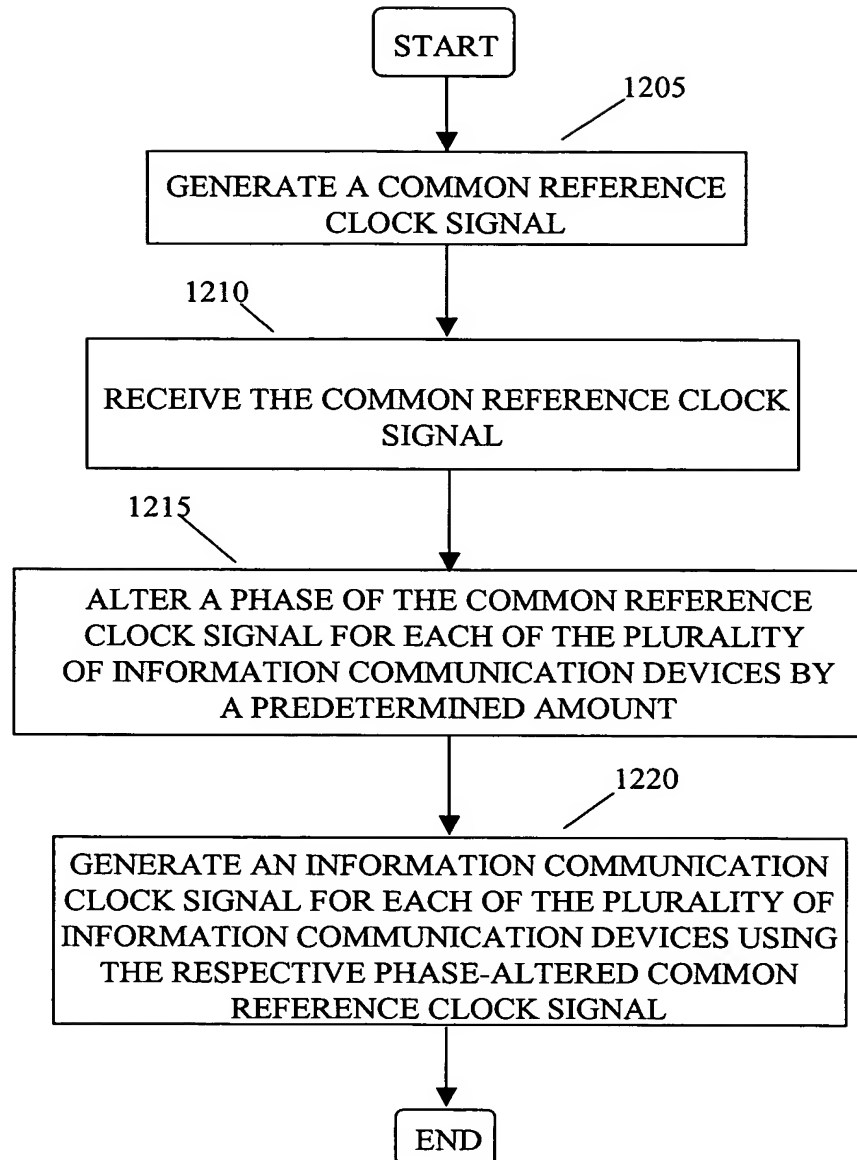 START
1205
GENERATE A COMMON REFERENCE
CLOCK SIGNAL
1210
RECEIVE THE COMMON REFERENCE CLOCK
SIGNAL
1215
ALTER A PHASE OF THE COMMON REFERENCE
CLOCK SIGNAL FOR EACH OF THE PLURALITY
OF INFORMATION COMMUNICATION DEVICES BY
A PREDETERMINED AMOUNT
1220
GENERATE AN INFORMATION COMMUNICATION
CLOCK SIGNAL FOR EACH OF THE PLURALITY OF
INFORMATION COMMUNICATION DEVICES USING
THE RESPECTIVE PHASE-ALTERED COMMON
REFERENCE CLOCK SIGNAL
END